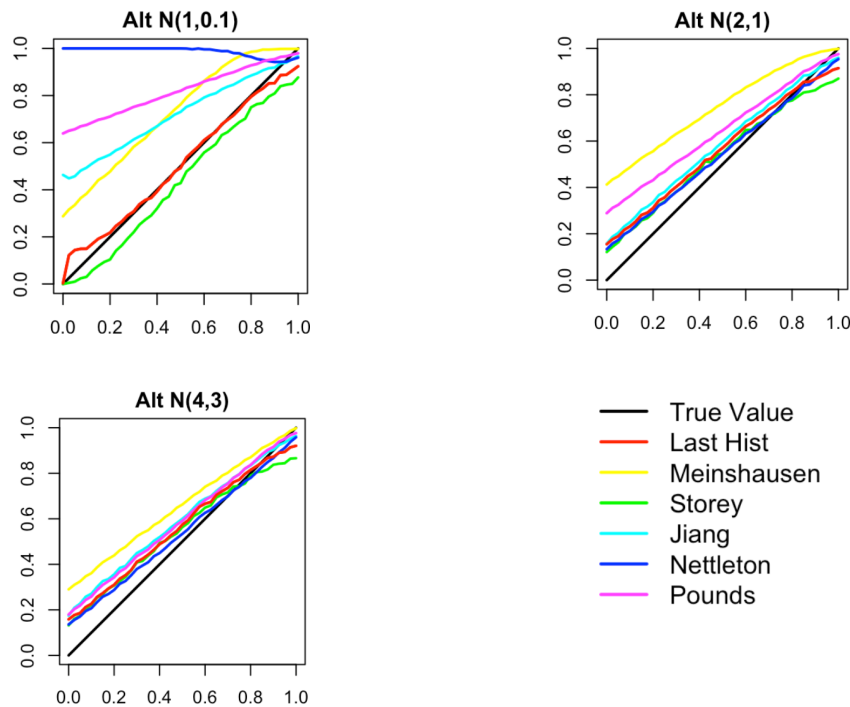 Alt N(1,0.1)
1.0
0.8
0.6
0.4
0.2
0.0
0.0 0.2 0.4 0.6 0.8 1.0
Alt N(2,1)
1.0
0.8
0.6
0.4
0.2
0.0
0.0 0.2 0.4 0.6 0.8 1.0
Alt N(4,3)
1.0
0.8
0.6
0.4
0.2
0.0
0.0 0.2 0.4 0.6 0.8 1.0
True Value
Last Hist
Meinshausen
Storey
Jiang
Nettleton
Pounds